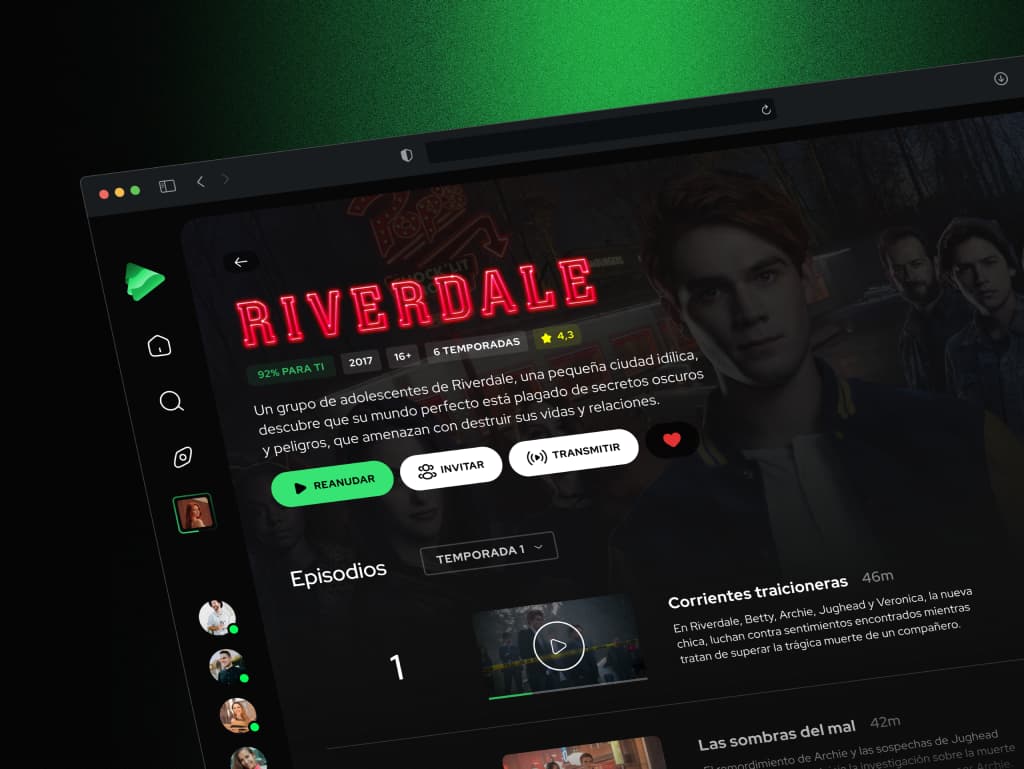 RIVERDALE
92% PARA TI
2017
16+
6 TEMPORADAS
4,3
Un grupo de adolescentes de Riverdale, una pequeña ciudad idílica,
descubre que su mundo perfecto está plagado de secretos oscuros
y peligros, que amenazan con destruir sus vidas y relaciones.
REANUDAR
INVITAR
TRANSMITIR
Episodios
TEMPORADA 1
1
Corrientes traicioneras 46m
En Riverdale, Betty, Archie, Jughead y Veronica, la nueva
chica, luchan contra sentimientos encontrados mientras
tratan de superar la trágica muerte de un compañero.
Las sombras del mal 42m
El remordimiento de Archie y las sospechas de Jughead
la investigación sobre la muerte
Archie.